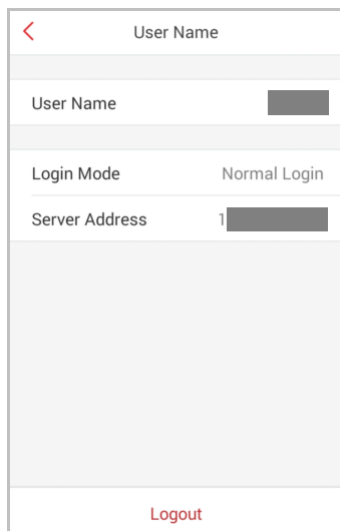 User Name
User Name
Login Mode Normal Login
Server Address 1
Logout